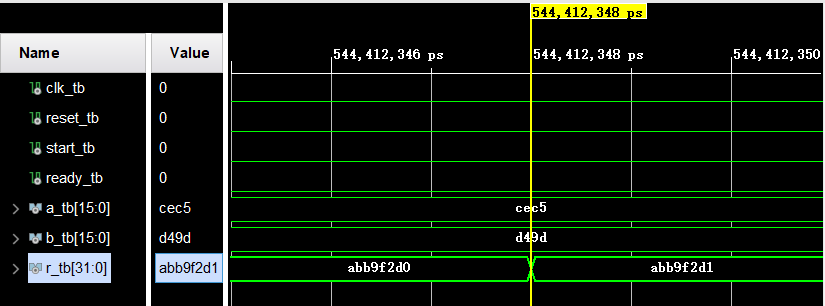 544,412,348 ps
Name Value 544,412,346 ps 544,412,348 ps 544,412,350
clk_tb 0
reset_tb 0
start_tb 0
ready_tb 0
a_tb[15:0] cec5 cec5
b_tb[15:0] d49d d49d
r_tb[31:0] abb9f2d1 abb9f2d0 abb9f2d1